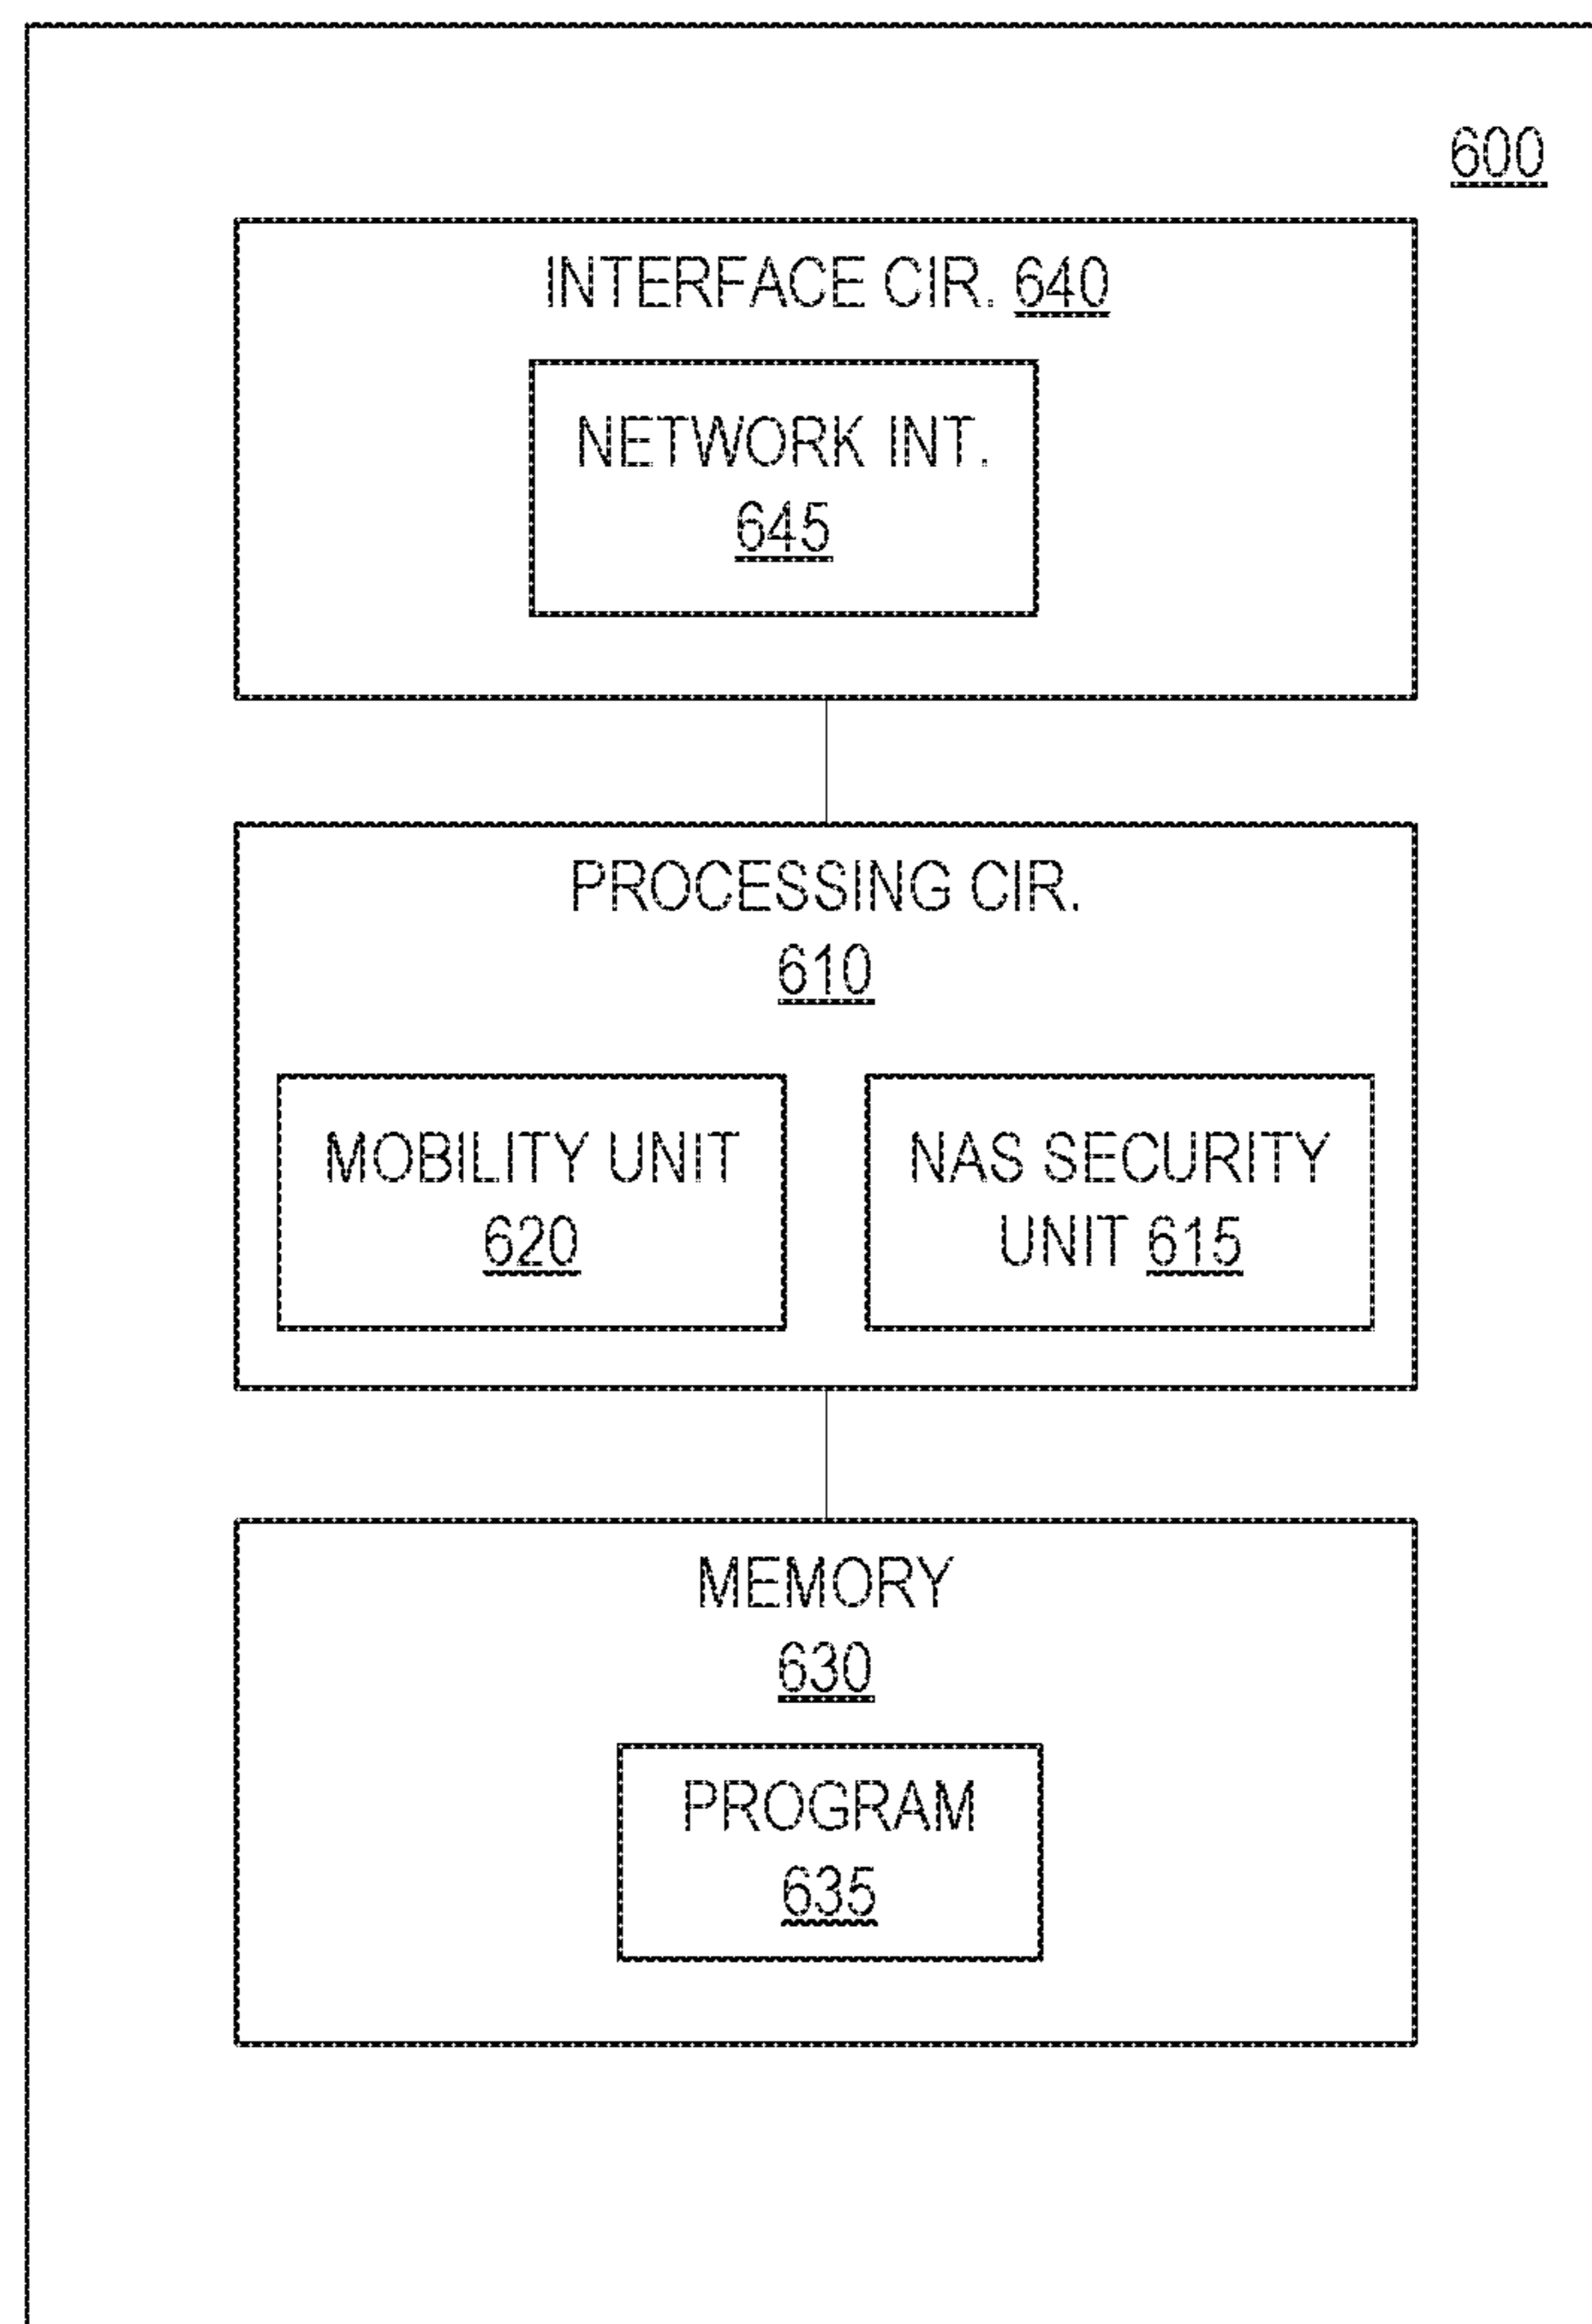 600
INTERFACE CIR. 640
NETWORK INT.
645
PROCESSING CIR.
610
MOBILITY UNIT
620
NAS SECURITY
UNIT 615
MEMORY
630
PROGRAM
635